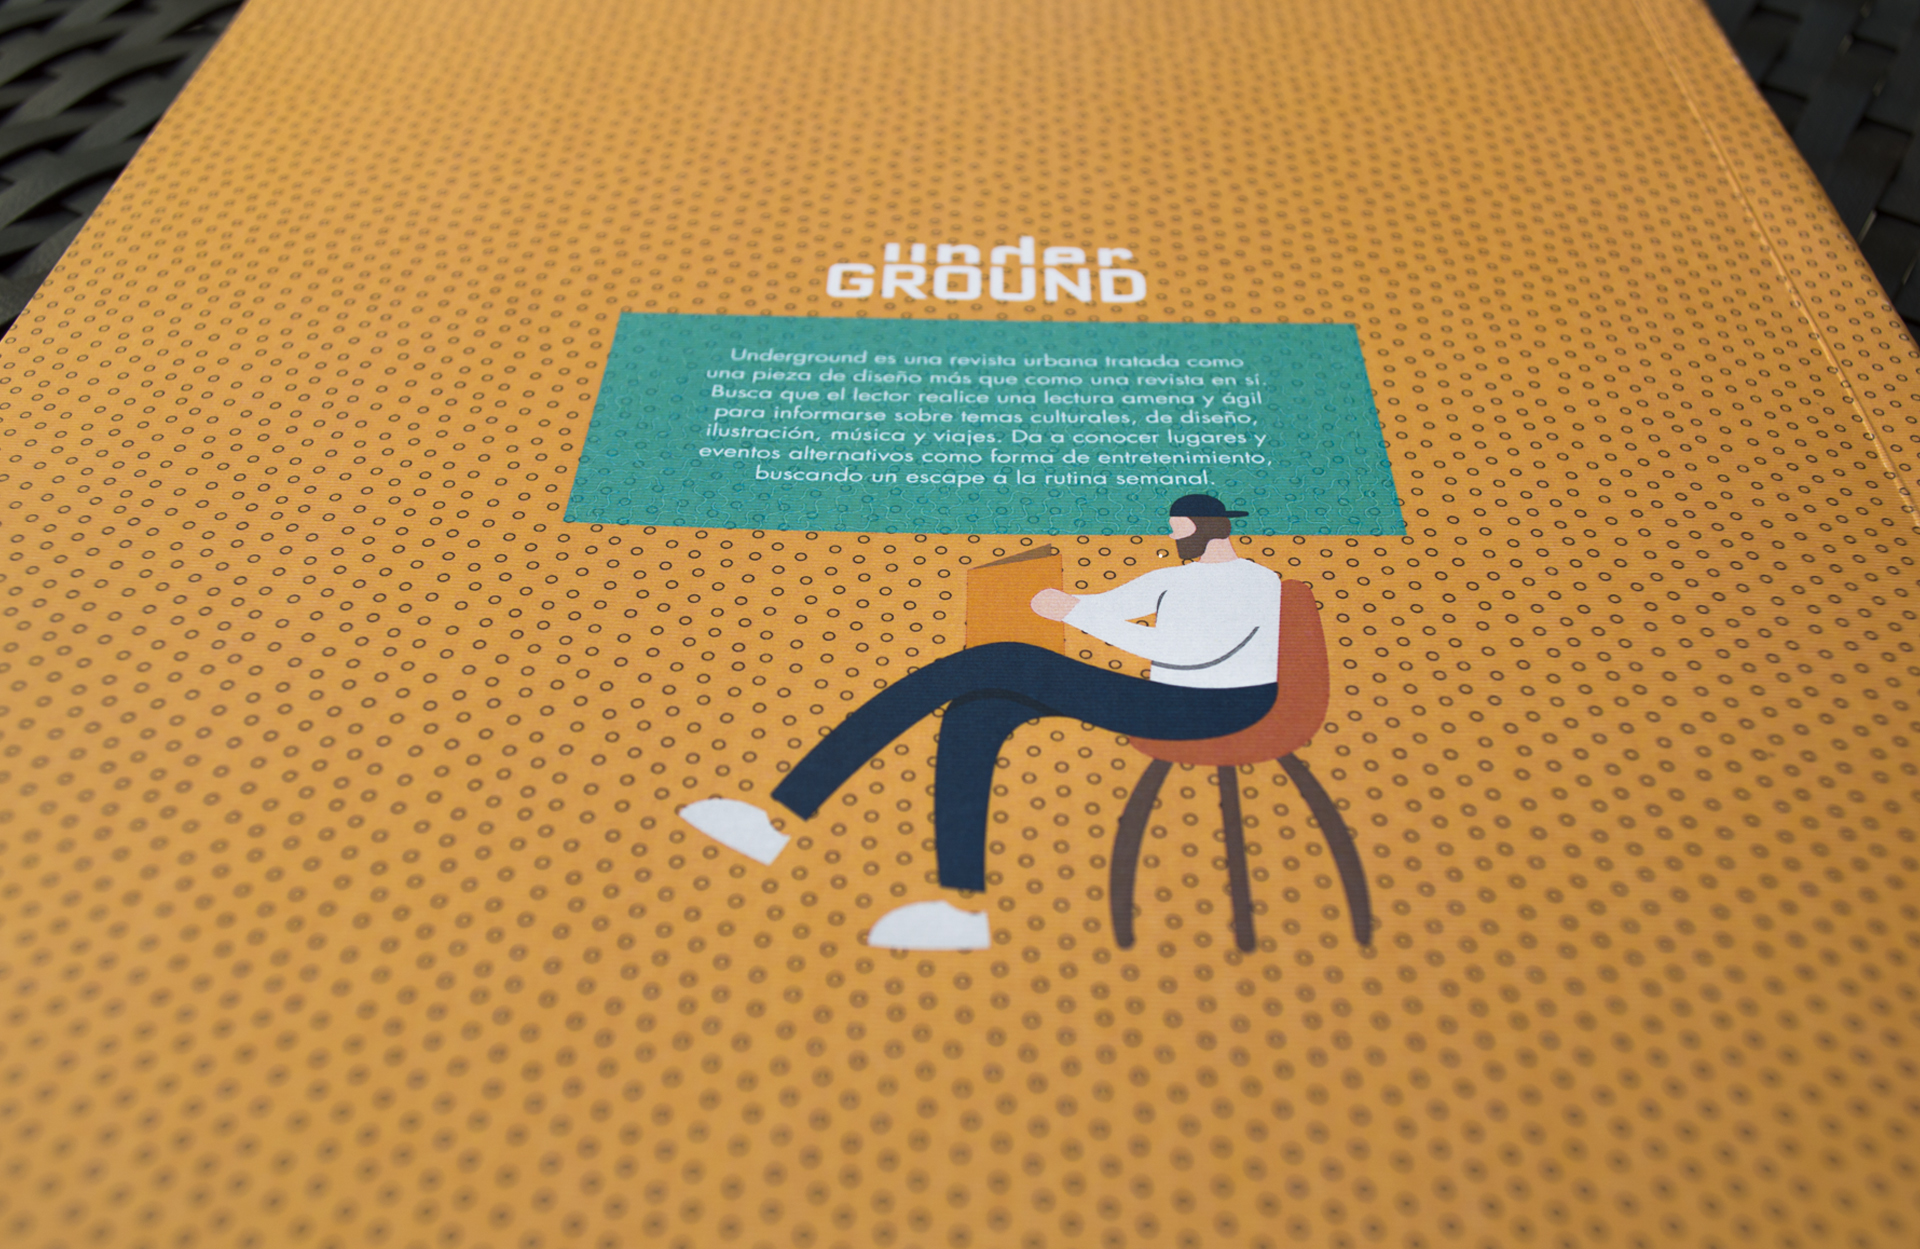 under
GROUND
Underground es una revista urbana tratada como
una pieza de diseño más que como una revista en sí.
Busca que el lector realice una lectura amena y ágil
para informarse sobre temas culturales, de diseño,
ilustración, música y viajes. Da a conocer lugares y
eventos alternativos como forma de entretenimiento,
buscando un escape a la rutina semanal.